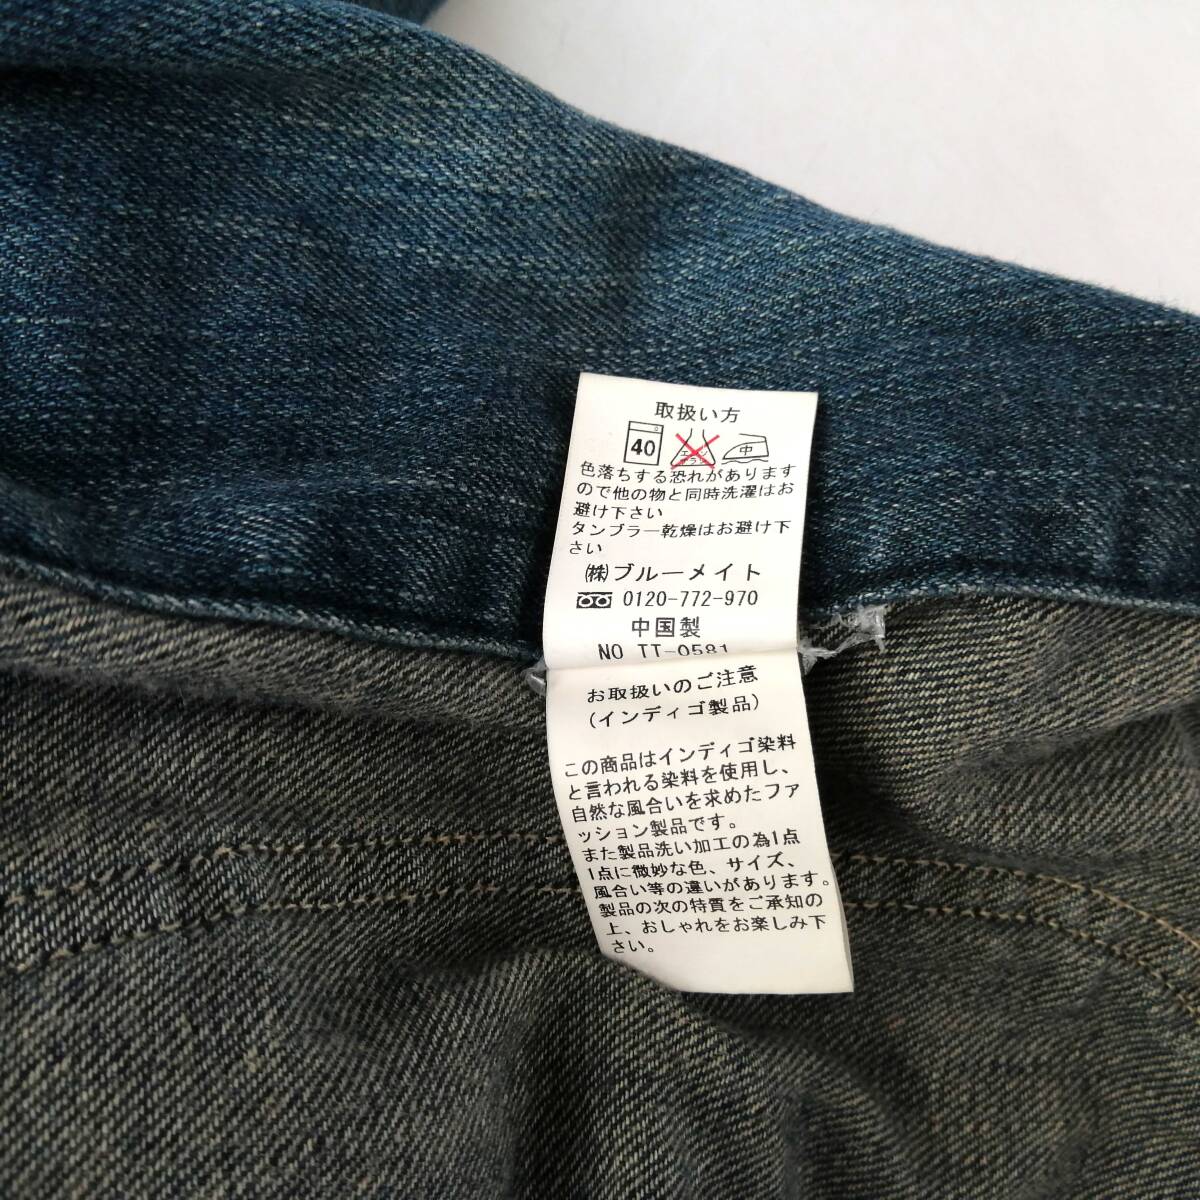 取扱い方
40 エンソサラシ 中
色落ちする恐れがあります
ので他の物と同時洗濯はお
避け下さい
タンブラー乾燥はお避け下
さい
㈱ブルーメイト
0120-772-970
中国製
NO TT-0581
お取扱いのご注意
(インディゴ製品)
この商品はインディゴ染料
と言われる染料を使用し、
自然な風合いを求めたファ
ッション製品です。
また製品洗い加工の為1点
1点に微妙な色、サイズ、
風合い等の違いがあります。
製品の次の特質をご承知の
上、おしゃれをお楽しみ下
さい。